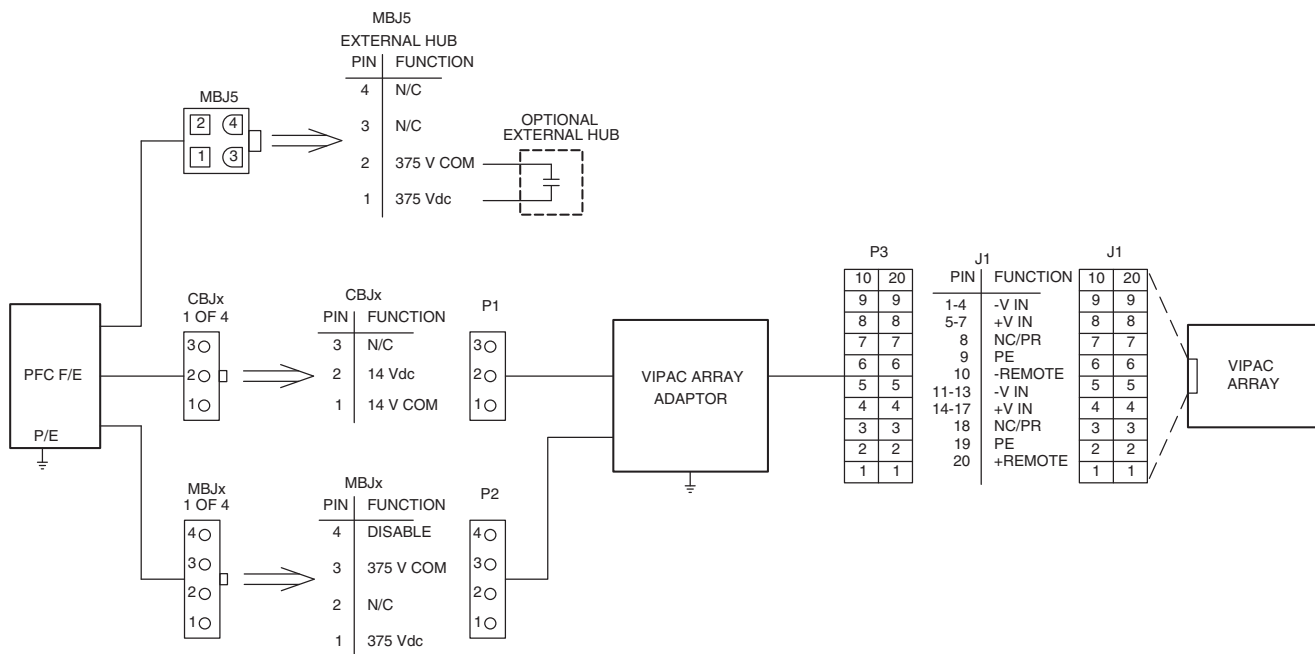 MBJ5
EXTERNAL HUB
PIN FUNCTION
4 N/C
3 N/C
2 375 V COM
1 375 Vdc
MBJ5
2 4
1 3
OPTIONAL
EXTERNAL HUB
PFC F/E
P/E
CBJx
1 OF 4
3
2
1
CBJx
PIN FUNCTION
3 N/C
2 14 Vdc
1 14 V COM
P1
3
2
1
MBJx
1 OF 4
4
3
2
1
MBJx
PIN FUNCTION
4 DISABLE
3 375 V COM
2 N/C
1 375 Vdc
P2
4
3
2
1
VIPAC ARRAY
ADAPTOR
P3
10 20
9 9
8 8
7 7
6 6
5 5
4 4
3 3
2 2
1 1
J1
PIN FUNCTION
1-4 -V IN
5-7 +V IN
8 NC/PR
9 PE
10 -REMOTE
11-13 -V IN
14-17 +V IN
18 NC/PR
19 PE
20 +REMOTE
J1
10 20
9 9
8 8
7 7
6 6
5 5
4 4
3 3
2 2
1 1
VIPAC
ARRAY